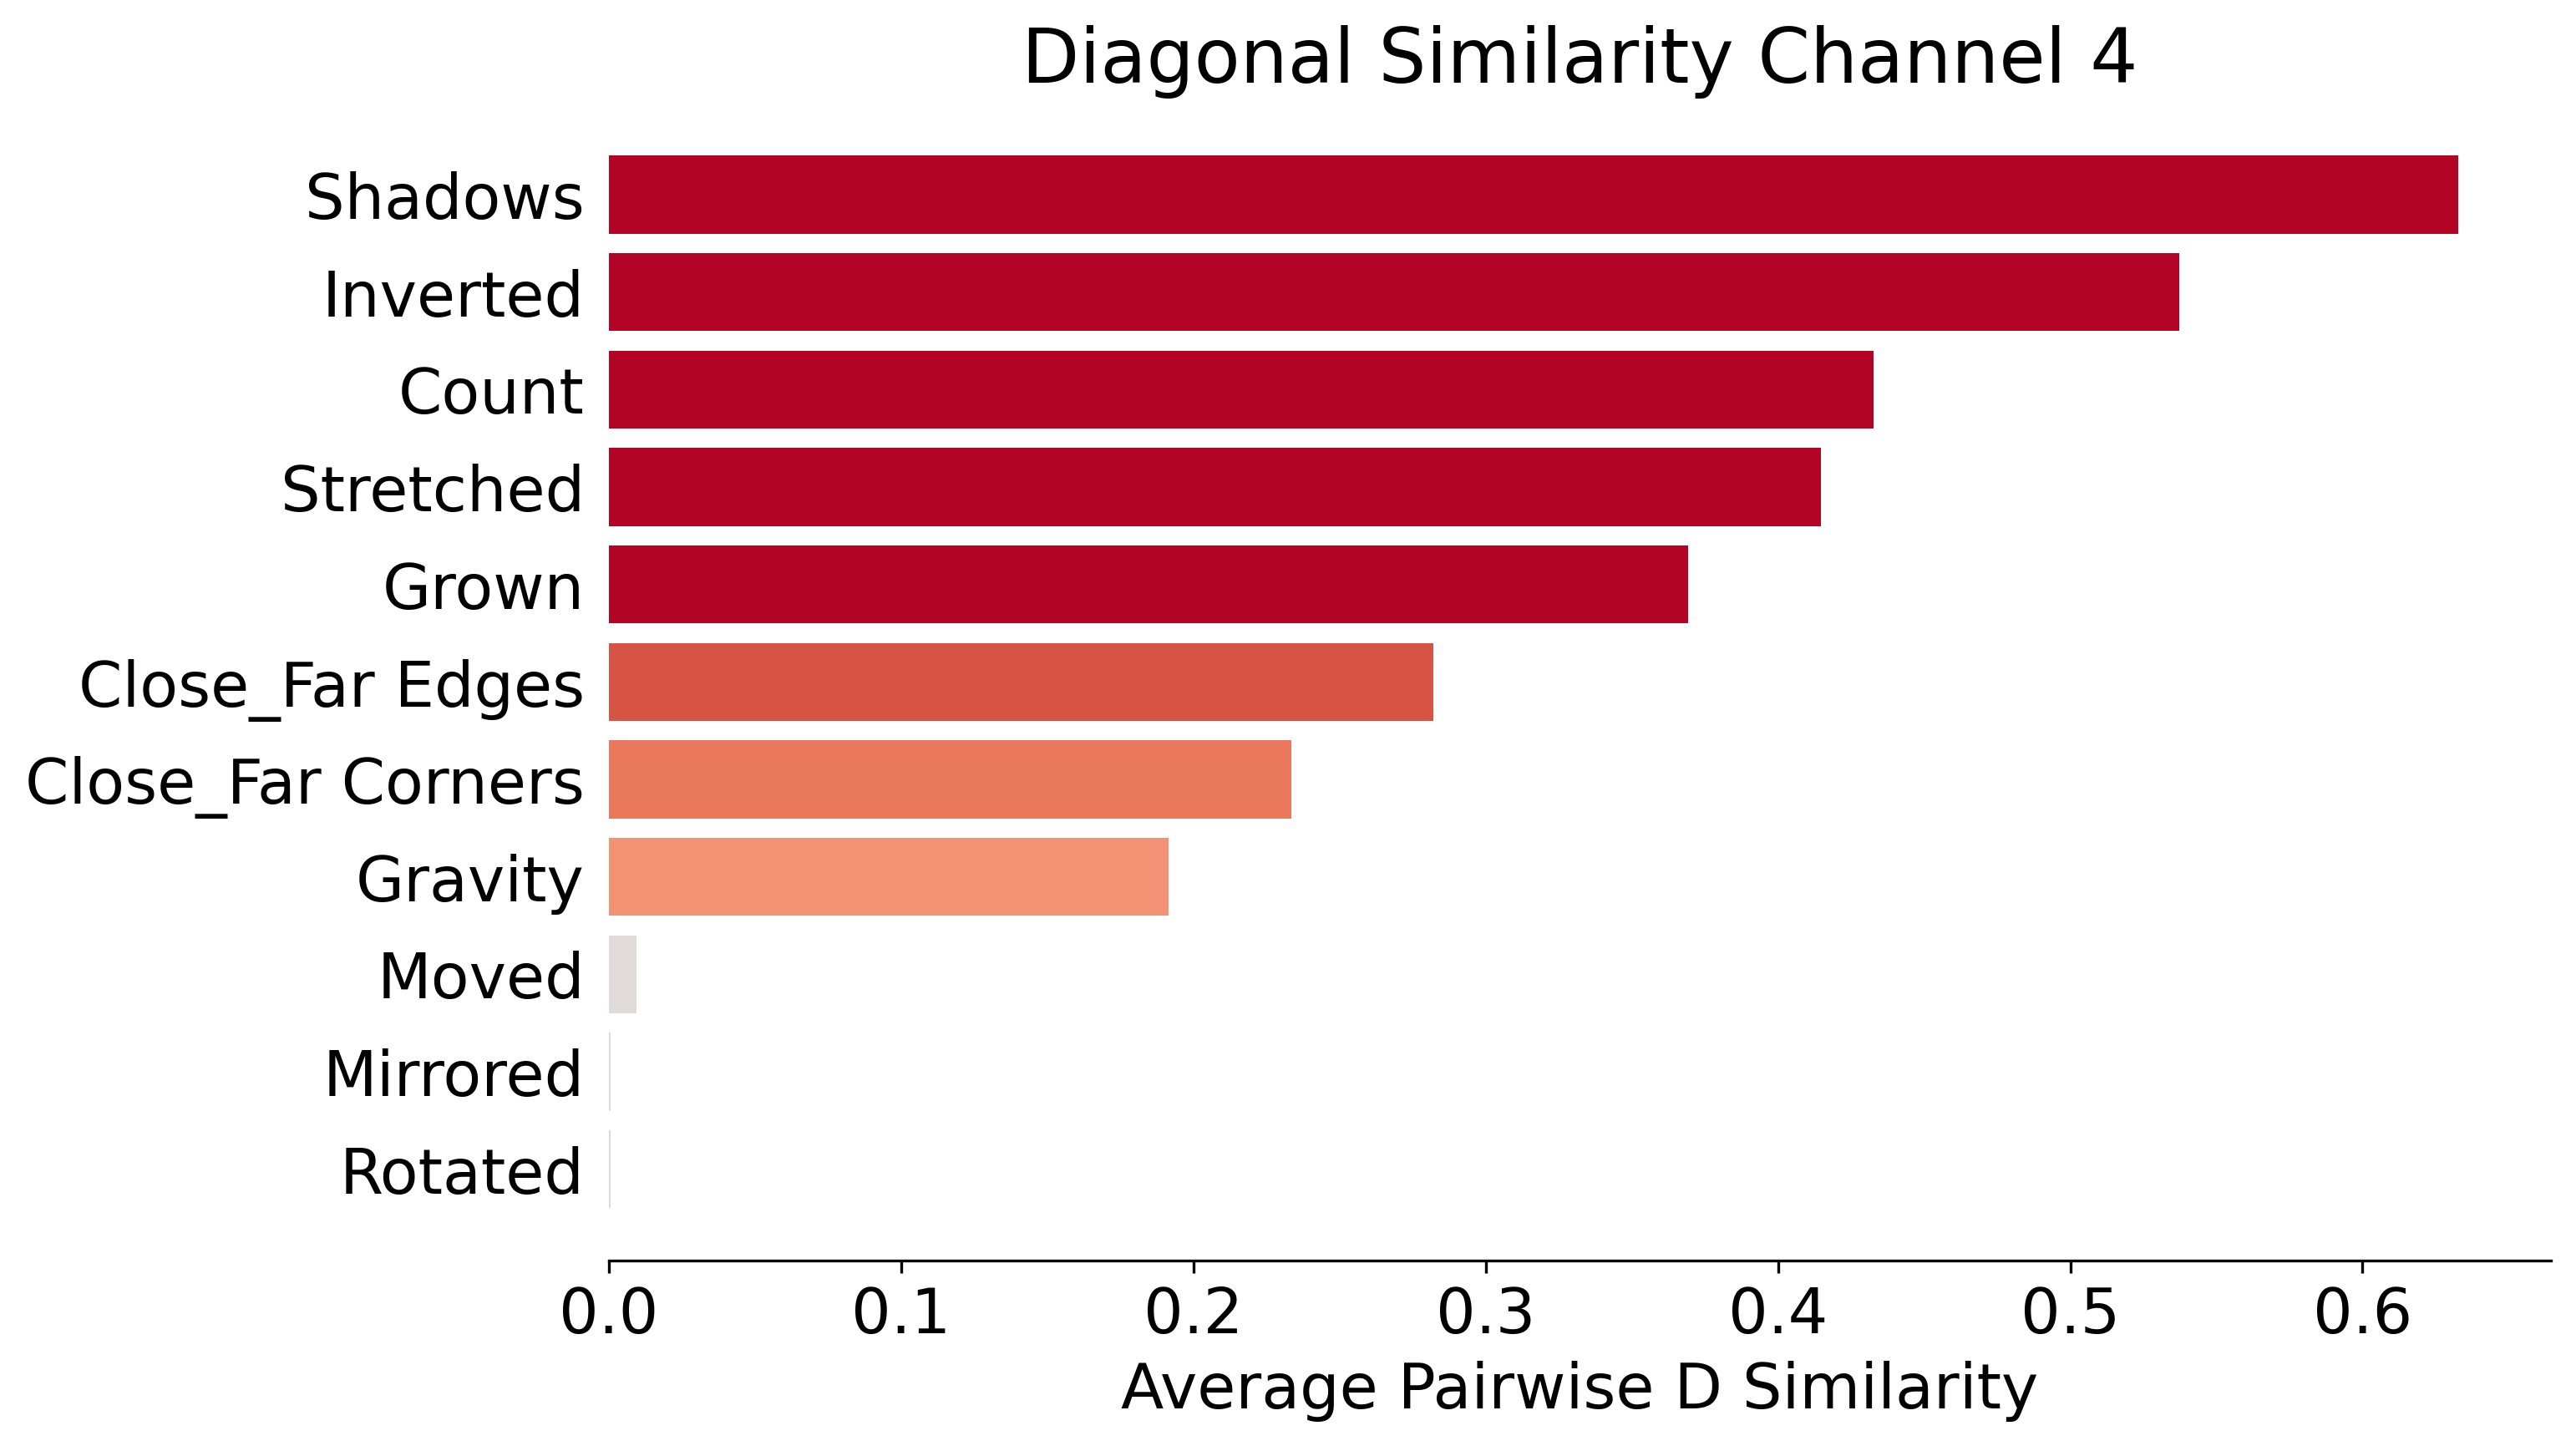 Diagonal Similarity Channel 4
Shadows
Inverted
Count
Stretched
Grown
Close_Far Edges
Close_Far Corners
Gravity
Moved
Mirrored
Rotated
0.0 0.1 0.2 0.3 0.4 0.5 0.6
Average Pairwise D Similarity